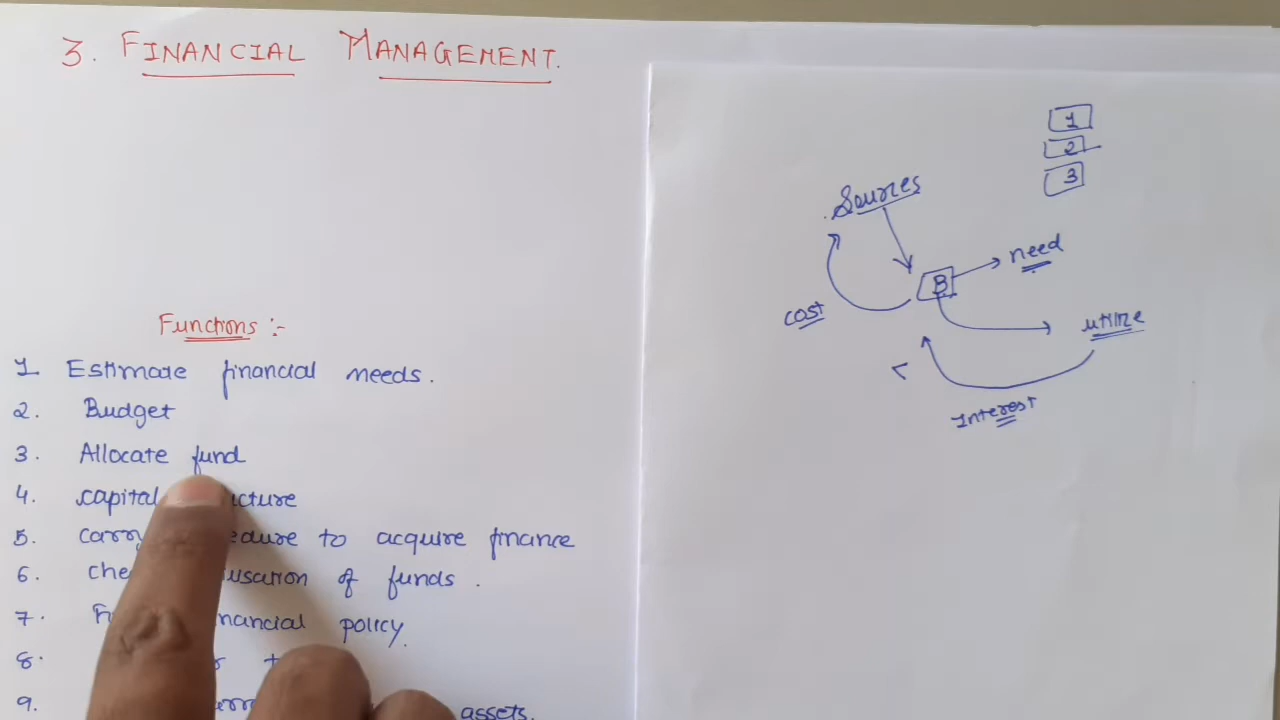 3. FINANCIAL MANAGEMENT.
Functions :-
1 Estimate financial needs.
2. Budget
3. Allocate fund
4. capital
5. to acquire finance
6. of funds .
7. policy.
8.
9. assets.
1
2
3
Sources
need
B
cost
utilize
<
Interest